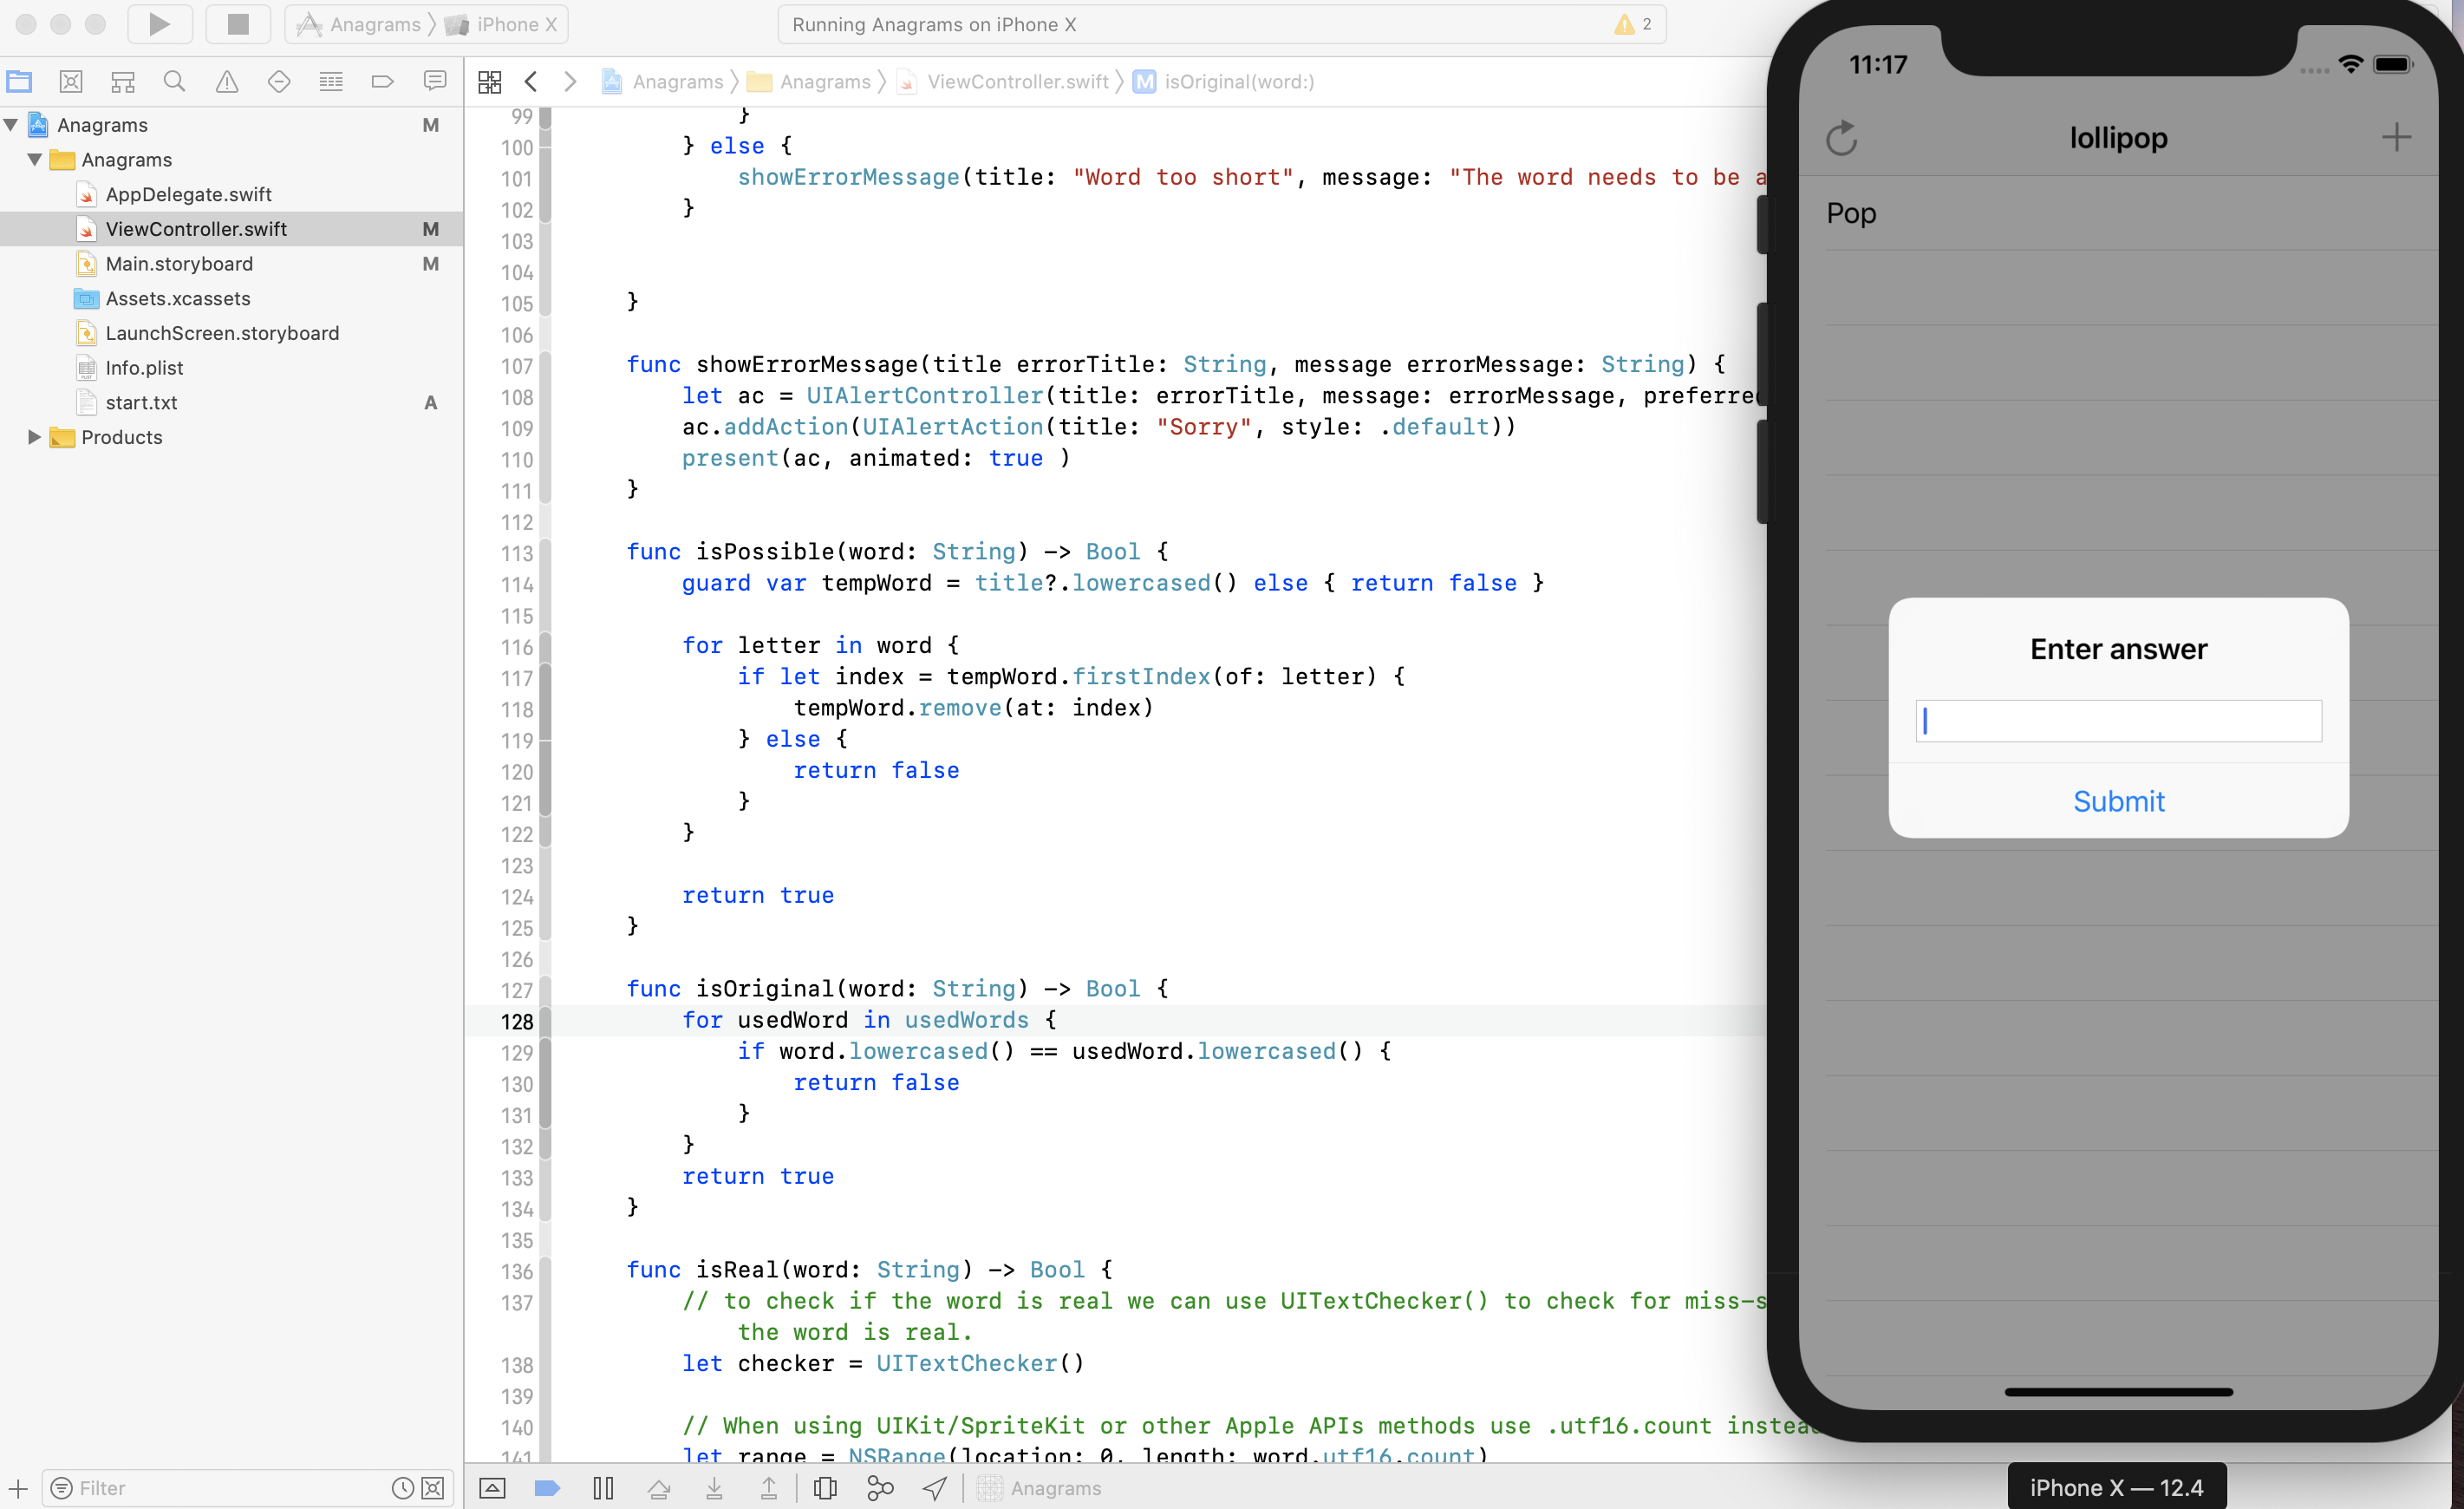 Anagrams
iPhone X
Running Anagrams on iPhone X
2
Anagrams
Anagrams
ViewController.swift
M
isOriginal(word:)
Anagrams
M
Anagrams
AppDelegate.swift
ViewController.swift
M
Main.storyboard
M
Assets.xcassets
LaunchScreen.storyboard
Info.plist
start.txt
A
Products
99 }
100 } else {
101 showErrorMessage(title: "Word too short", message: "The word needs to be a
102 }
103
104
105 }
106
107 func showErrorMessage(title errorTitle: String, message errorMessage: String) {
108 let ac = UIAlertController(title: errorTitle, message: errorMessage, preferred
109 ac.addAction(UIAlertAction(title: "Sorry", style: .default))
110 present(ac, animated: true )
111 }
112
113 func isPossible(word: String) -> Bool {
114 guard var tempWord = title?.lowercased() else { return false }
115
116 for letter in word {
117 if let index = tempWord.firstIndex(of: letter) {
118 tempWord.remove(at: index)
119 } else {
120 return false
121 }
122 }
123
124 return true
125 }
126
127 func isOriginal(word: String) -> Bool {
128 for usedWord in usedWords {
129 if word.lowercased() == usedWord.lowercased() {
130 return false
131 }
132 }
133 return true
134 }
135
136 func isReal(word: String) -> Bool {
137 // to check if the word is real we can use UITextChecker() to check for miss-s
the word is real.
138 let checker = UITextChecker()
139
140 // When using UIKit/SpriteKit or other Apple APIs methods use .utf16.count instea
141 let range = NSRange(location: 0, length: word.utf16.count)
Filter
Anagrams
11:17
lollipop
Pop
Enter answer
Submit
iPhone X — 12.4